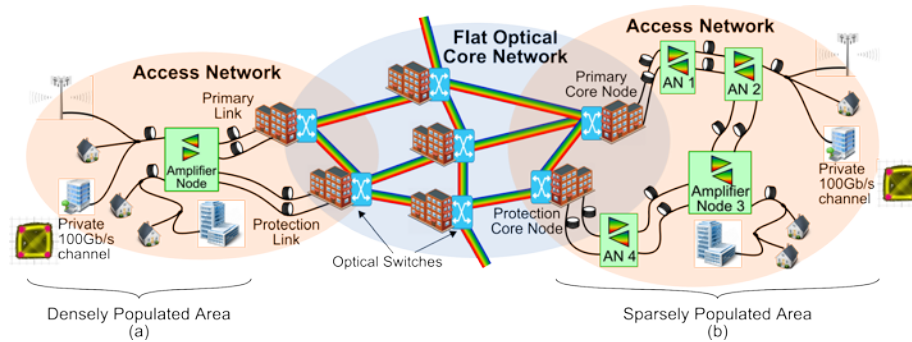 Access Network
Flat Optical
Core Network
Access Network
Primary
Link
Primary
Core Node
AN 1
AN 2
Amplifier
Node
Private
100Gb/s
channel
Protection
Link
Optical Switches
Protection
Core Node
Amplifier
Node 3
AN 4
Private
100Gb/s
channel
Densely Populated Area
(a)
Sparsely Populated Area
(b)